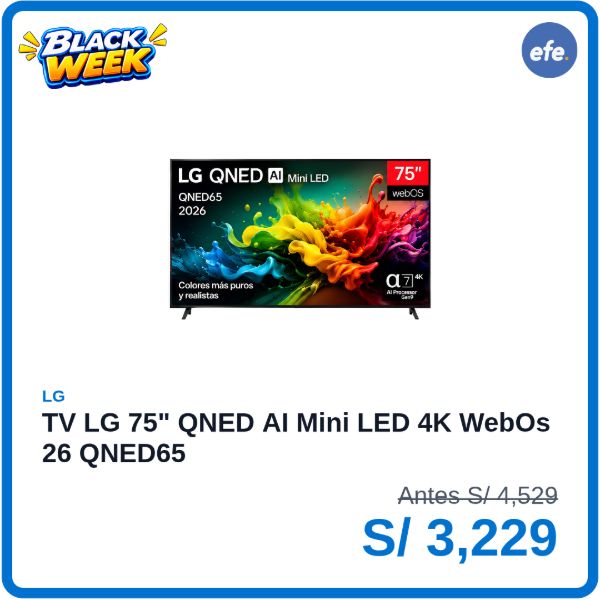 BLACK
WEEK
efe.
LG QNED AI Mini LED
75"
webOS
QNED65
2026
Colores más puros
y realistas
α7 4K
AI Processor
Gen9
LG
TV LG 75" QNED AI Mini LED 4K WebOs
26 QNED65
Antes S/ 4,529
S/ 3,229